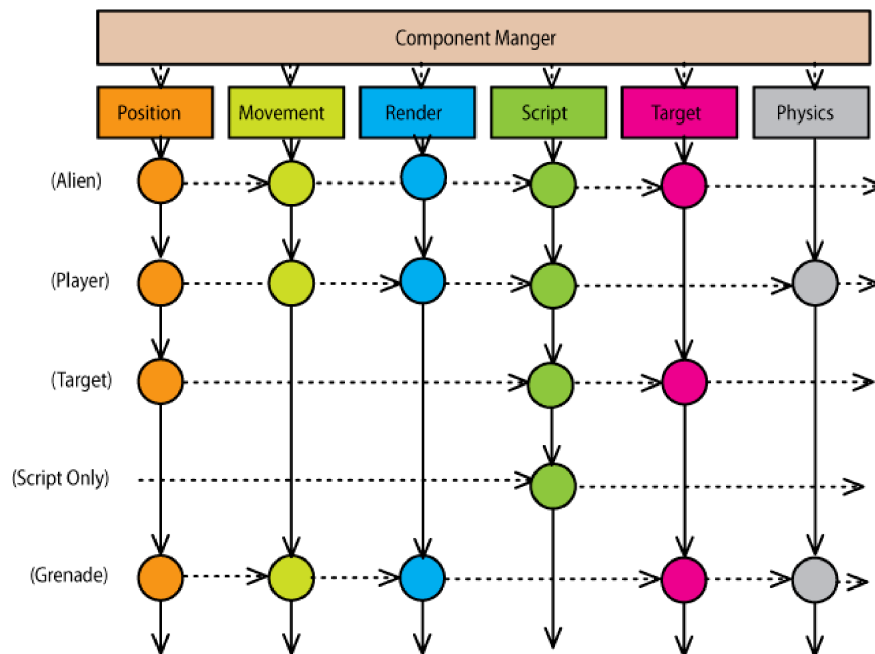 Component Manger
Position
Movement
Render
Script
Target
Physics
(Alien)
(Player)
(Target)
(Script Only)
(Grenade)